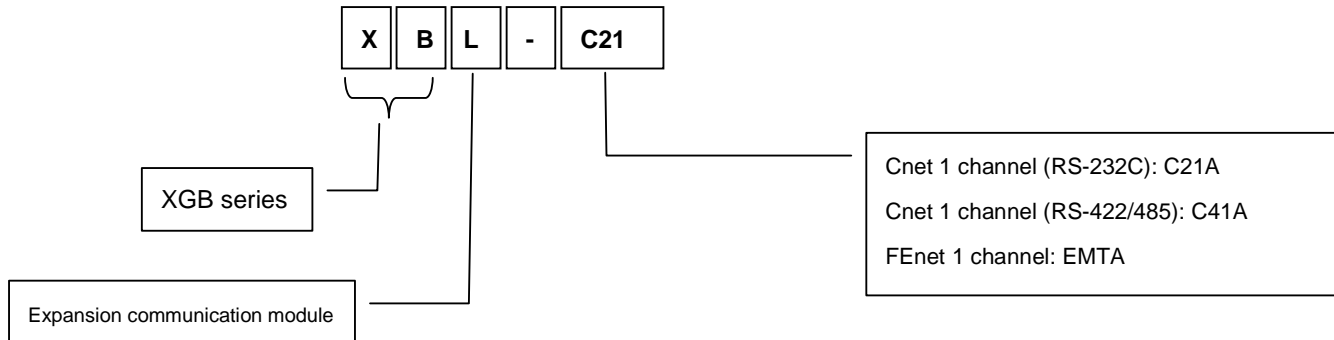 X B L - C21
Cnet 1 channel (RS-232C): C21A
Cnet 1 channel (RS-422/485): C41A
FEnet 1 channel: EMTA
XGB series
Expansion communication module